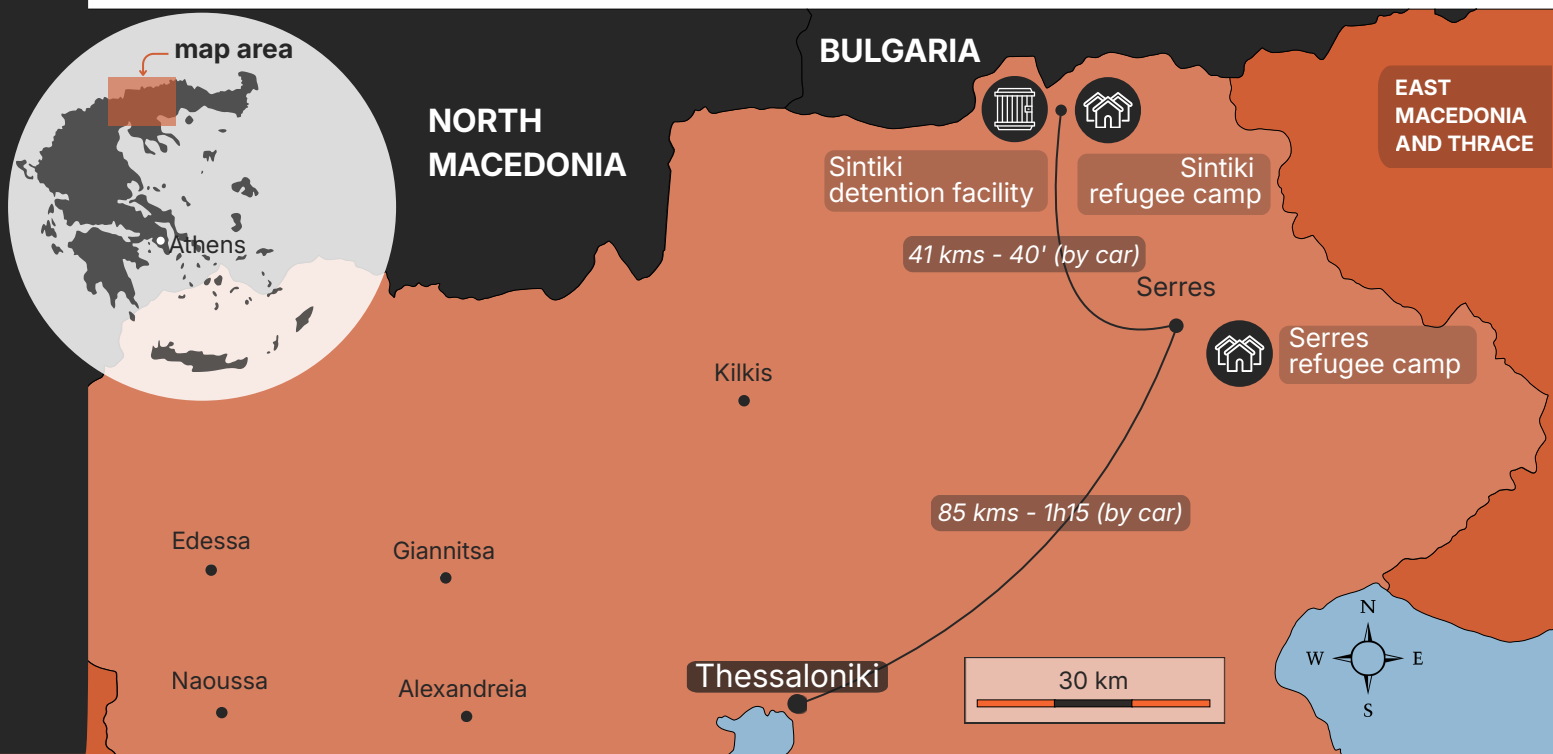 map area
BULGARIA
NORTH
MACEDONIA
EAST
MACEDONIA
AND THRACE
Sintiki
detention facility
Sintiki
refugee camp
Athens
41 kms - 40' (by car)
Serres
Serres
refugee camp
Kilkis
85 kms - 1h15 (by car)
Edessa
Giannitsa
Naoussa
Alexandreia
Thessaloniki
30 km
N
W
E
S